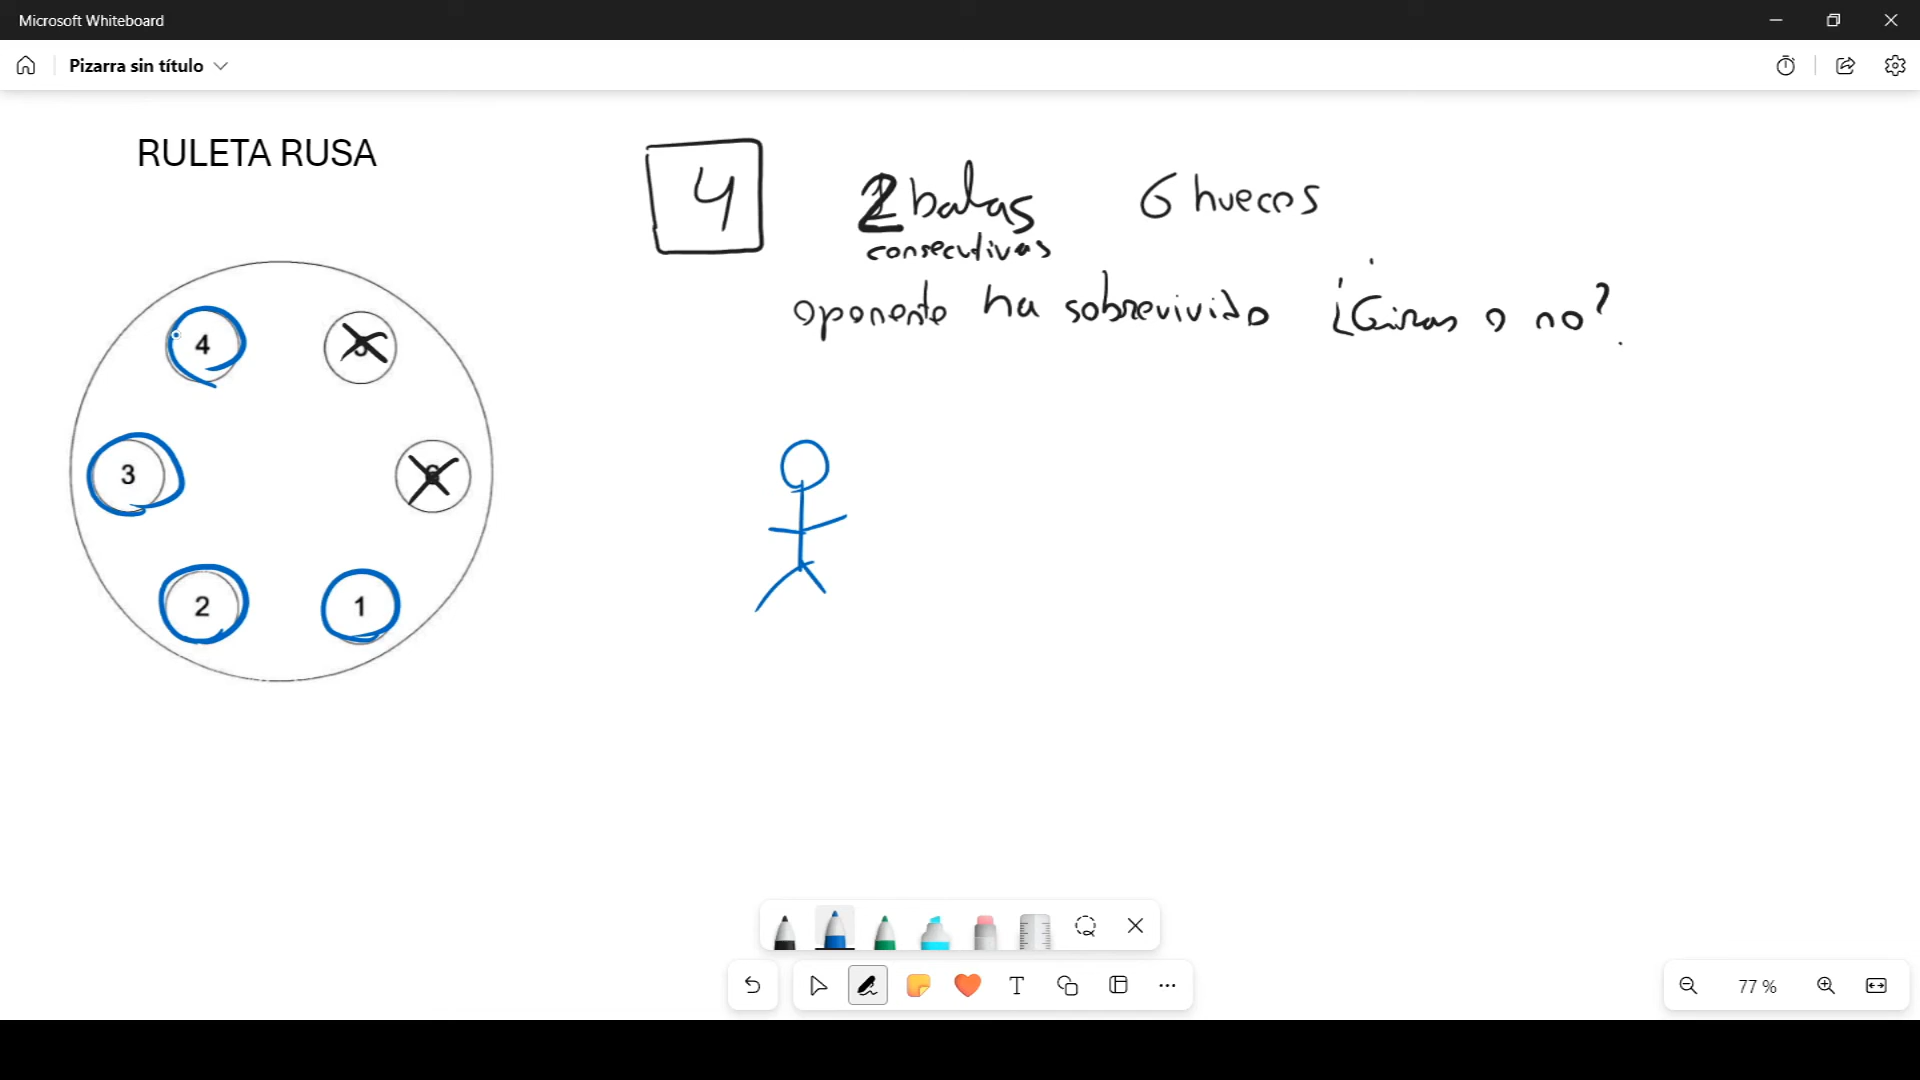 Microsoft Whiteboard
Pizarra sin título
RULETA RUSA
4 2 balas 6 huecos
consecutivas
oponente ha sobrevivido ¿Giras o no?
4
3
2 1
77 %